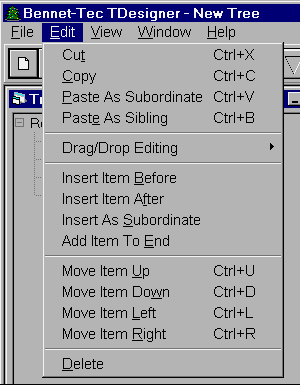 Bennet-Tec TDesigner - New Tree
File Edit View Window Help
Cut Ctrl+X
Copy Ctrl+C
Paste As Subordinate Ctrl+V
Paste As Sibling Ctrl+B
Drag/Drop Editing
Insert Item Before
Insert Item After
Insert As Subordinate
Add Item To End
Move Item Up Ctrl+U
Move Item Down Ctrl+D
Move Item Left Ctrl+L
Move Item Right Ctrl+R
Delete